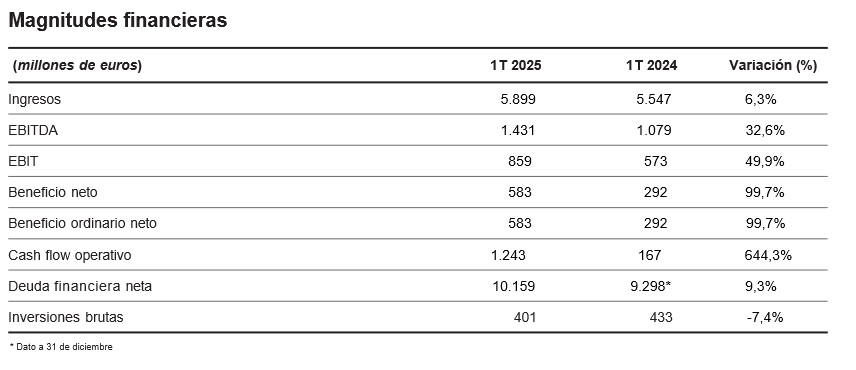 Magnitudes financieras
(millones de euros) 1T 2025 1T 2024 Variación (%)
Ingresos 5.899 5.547 6,3%
EBITDA 1.431 1.079 32,6%
EBIT 859 573 49,9%
Beneficio neto 583 292 99,7%
Beneficio ordinario neto 583 292 99,7%
Cash flow operativo 1.243 167 644,3%
Deuda financiera neta 10.159 9.298* 9,3%
Inversiones brutas 401 433 -7,4%
* Dato a 31 de diciembre